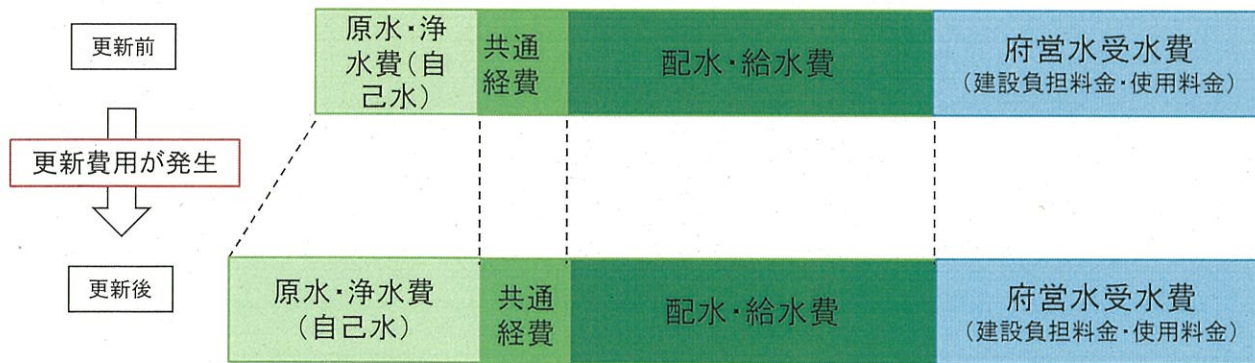 更新前
原水・浄
水費(自
己水)
共通
経費
配水・給水費
府営水受水費
(建設負担料金・使用料金)
更新費用が発生
更新後
原水・浄水費
(自己水)
共通
経費
配水・給水費
府営水受水費
(建設負担料金・使用料金)